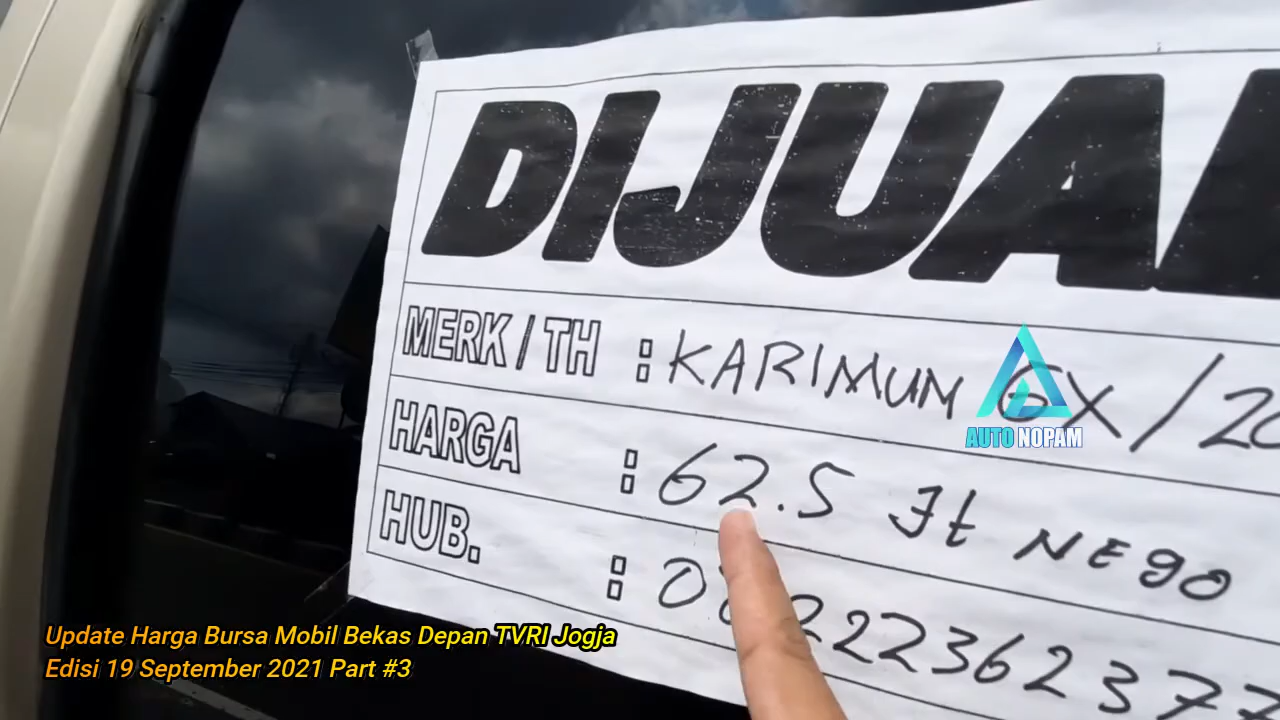 DIJUAL
MERK / TH : KARIMUN GX / 20
HARGA : 62.5 Jt NEGO
HUB. :
AUTO NOPAM
Update Harga Bursa Mobil Bekas Depan TVRI Jogja
Edisi 19 September 2021 Part #3